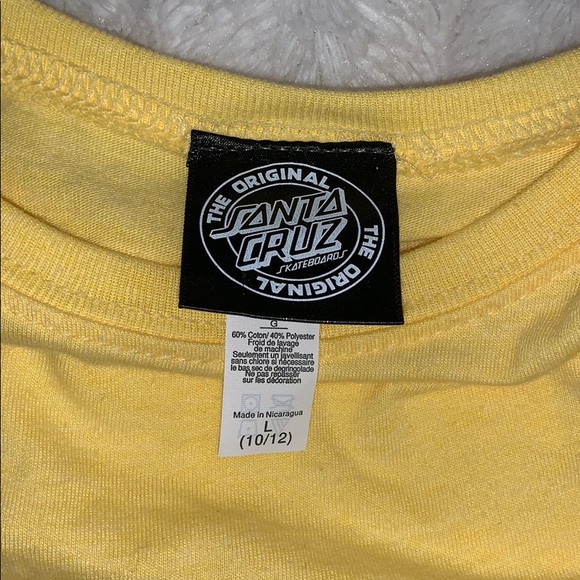 THE ORIGINAL
SANTA
CRUZ
SKATEBOARDS
THE ORIGINAL
G
60% Coton/ 40% Polyester
Froid de lavage
de machine
Seulement un javellisant
sans chlore si nécessaire
le bas sec de degringolade
Ne pas repasser
sur les décoration
Made in Nicaragua
L
(10/12)